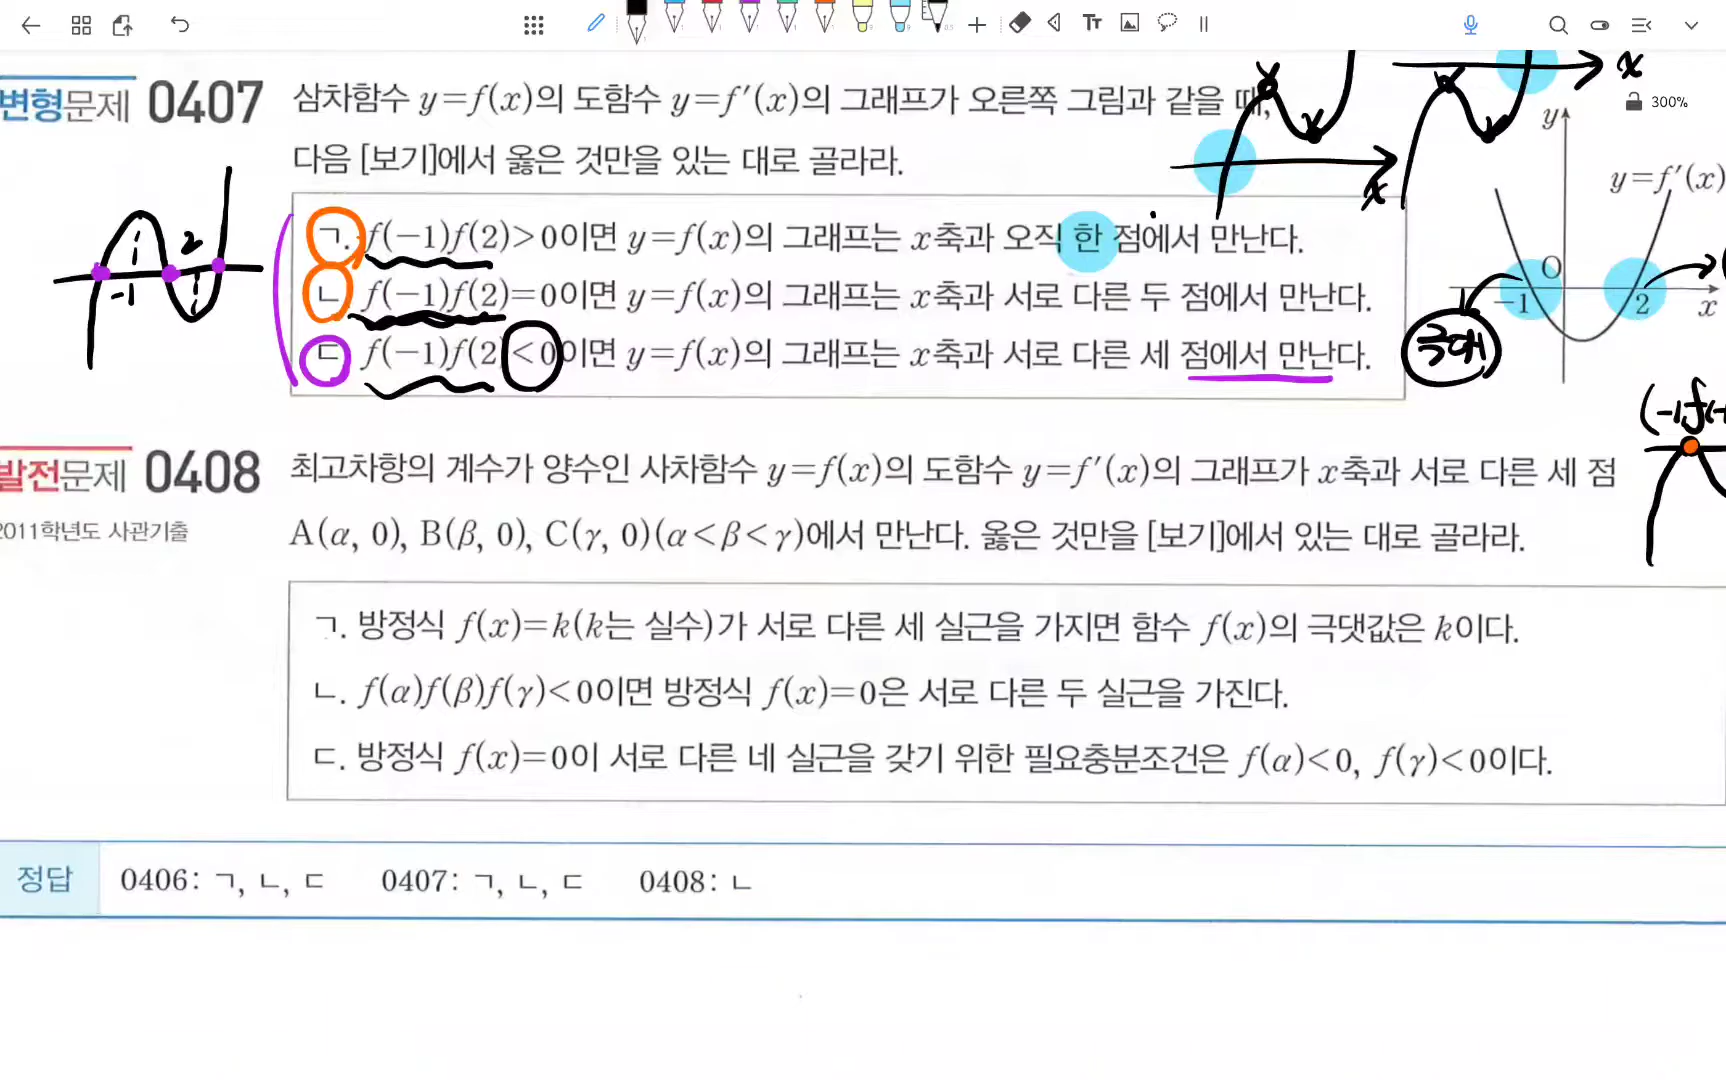 Tr
300%
변형문제 0407 삼차함수 y=f(x)의 도함수 y=f′(x)의 그래프가 오른쪽 그림과 같을 때,
다음 [보기]에서 옳은 것만을 있는 대로 골라라.
ㄱ. f(−1)f(2)>0이면 y=f(x)의 그래프는 x축과 오직 한 점에서 만난다.
ㄴ. f(−1)f(2)=0이면 y=f(x)의 그래프는 x축과 서로 다른 두 점에서 만난다.
ㄷ. f(−1)f(2)<0이면 y=f(x)의 그래프는 x축과 서로 다른 세 점에서 만난다.
-1 2
x
x
y
y=f′(x)
O
−1 2 x
극대
(-1,f(-
발전문제 0408 최고차항의 계수가 양수인 사차함수 y=f(x)의 도함수 y=f′(x)의 그래프가 x축과 서로 다른 세 점
2011학년도 사관기출 A(α, 0), B(β, 0), C(γ, 0)(α<β<γ)에서 만난다. 옳은 것만을 [보기]에서 있는 대로 골라라.
ㄱ. 방정식 f(x)=k(k는 실수)가 서로 다른 세 실근을 가지면 함수 f(x)의 극댓값은 k이다.
ㄴ. f(α)f(β)f(γ)<0이면 방정식 f(x)=0은 서로 다른 두 실근을 가진다.
ㄷ. 방정식 f(x)=0이 서로 다른 네 실근을 갖기 위한 필요충분조건은 f(α)<0, f(γ)<0이다.
정답 0406: ㄱ, ㄴ, ㄷ 0407: ㄱ, ㄴ, ㄷ 0408: ㄴ